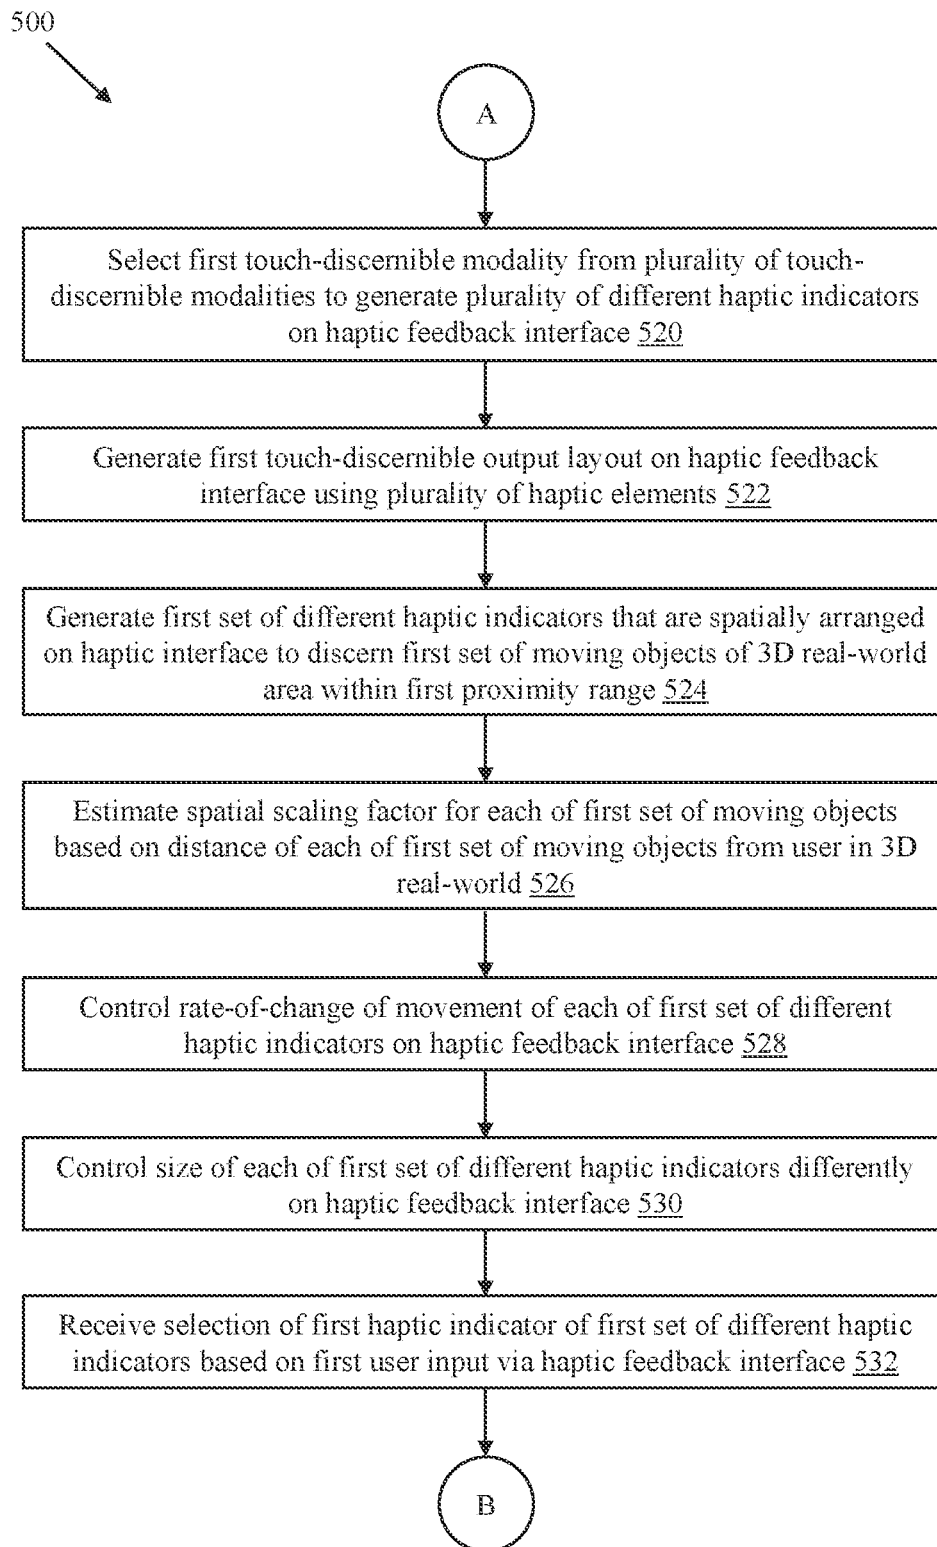 500
A
Select first touch-discernible modality from plurality of touch-
discernible modalities to generate plurality of different haptic indicators
on haptic feedback interface 520
Generate first touch-discernible output layout on haptic feedback
interface using plurality of haptic elements 522
Generate first set of different haptic indicators that are spatially arranged
on haptic interface to discern first set of moving objects of 3D real-world
area within first proximity range 524
Estimate spatial scaling factor for each of first set of moving objects
based on distance of each of first set of moving objects from user in 3D
real-world 526
Control rate-of-change of movement of each of first set of different
haptic indicators on haptic feedback interface 528
Control size of each of first set of different haptic indicators differently
on haptic feedback interface 530
Receive selection of first haptic indicator of first set of different haptic
indicators based on first user input via haptic feedback interface 532
B